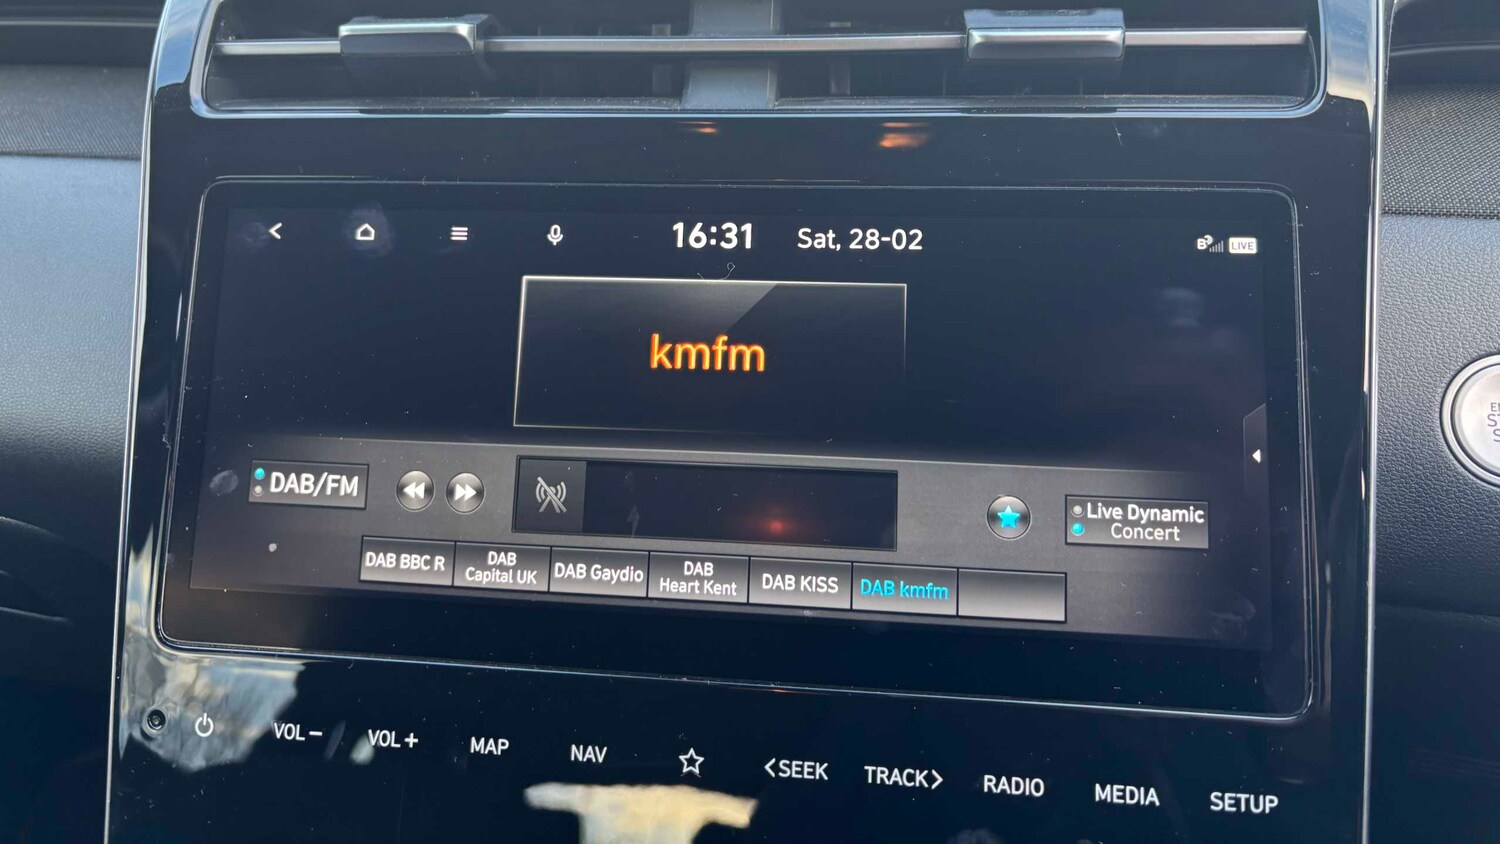 16:31 Sat, 28-02
LIVE
kmfm
DAB/FM
Live Dynamic
Concert
DAB BBC R
DAB
Capital UK
DAB Gaydio
DAB
Heart Kent
DAB KISS
DAB kmfm
VOL− VOL+ MAP NAV <SEEK TRACK> RADIO MEDIA SETUP